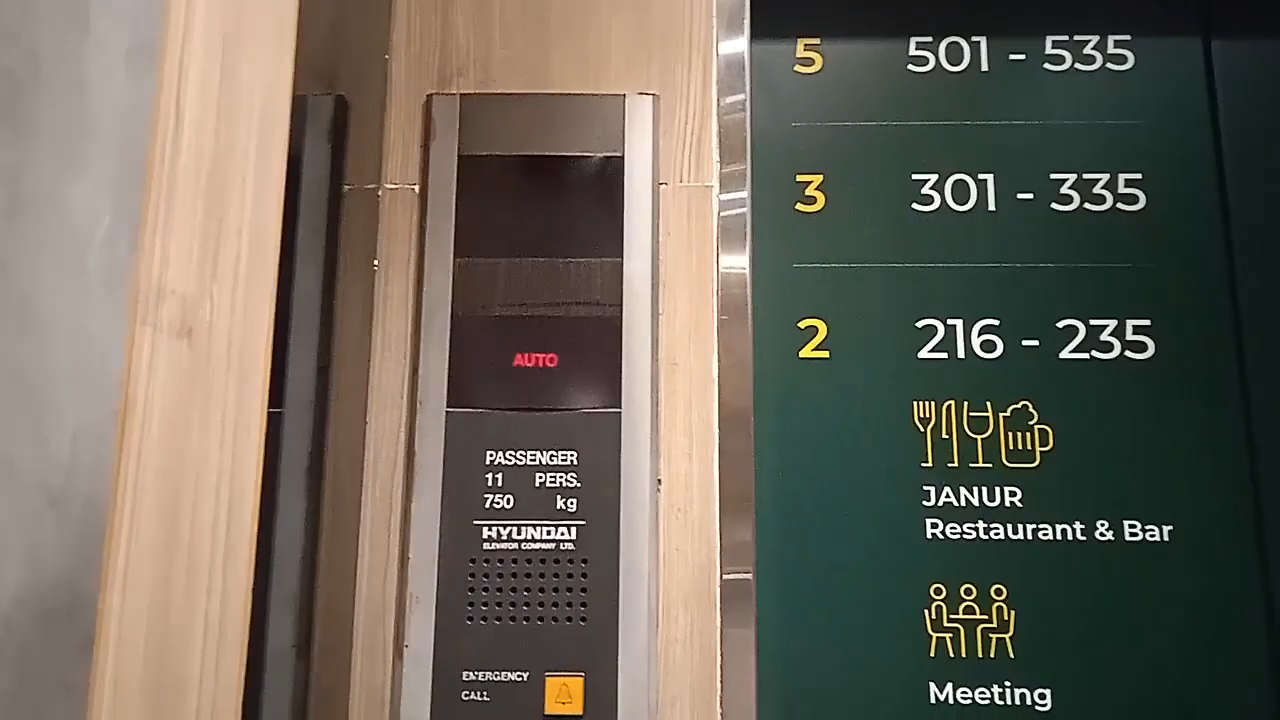 AUTO
PASSENGER
11 PERS.
750 kg
HYUNDAI
ELEVATOR COMPANY LTD.
EMERGENCY
CALL
5 501 - 535
3 301 - 335
2 216 - 235
JANUR
Restaurant & Bar
Meeting